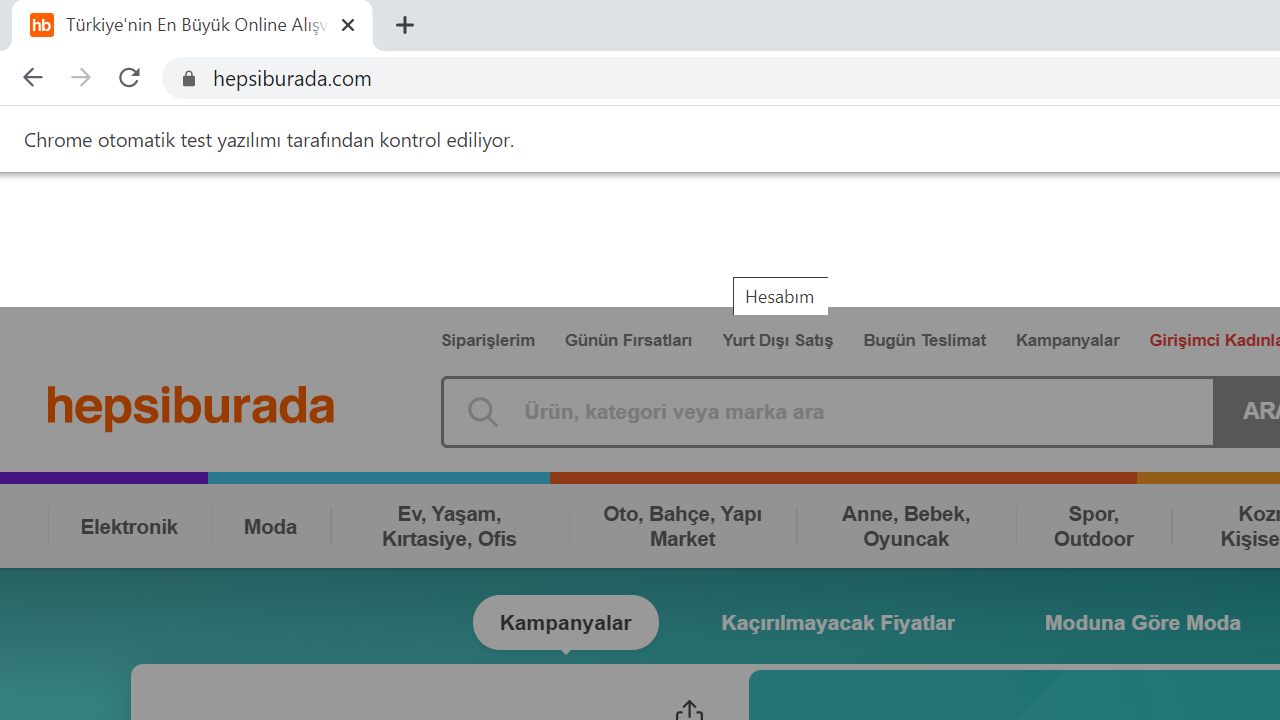 hb Türkiye'nin En Büyük Online Alışv
hepsiburada.com
Chrome otomatik test yazılımı tarafından kontrol ediliyor.
Hesabım
Siparişlerim Günün Fırsatları Yurt Dışı Satış Bugün Teslimat Kampanyalar Girişimci Kadınla
hepsiburada
Ürün, kategori veya marka ara
ARA
Elektronik
Moda
Ev, Yaşam,
Kırtasiye, Ofis
Oto, Bahçe, Yapı
Market
Anne, Bebek,
Oyuncak
Spor,
Outdoor
Kozm
Kişise
Kampanyalar Kaçırılmayacak Fiyatlar Moduna Göre Moda